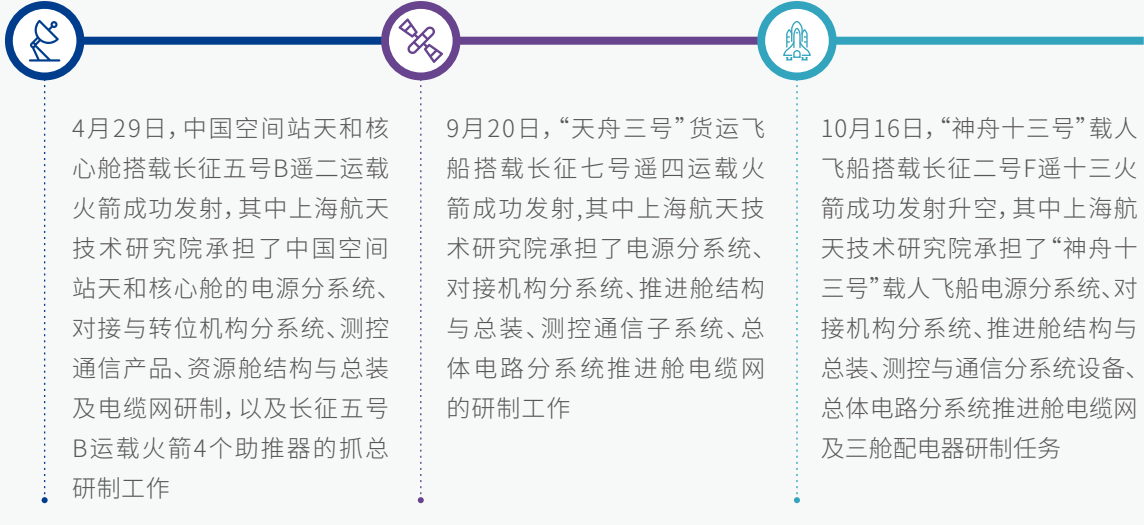 4月29日，中国空间站天和核
心舱搭载长征五号B遥二运载
火箭成功发射，其中上海航天
技术研究院承担了中国空间
站天和核心舱的电源分系统、
对接与转位机构分系统、测控
通信产品、资源舱结构与总装
及电缆网研制，以及长征五号
B运载火箭4个助推器的抓总
研制工作
9月20日，“天舟三号”货运飞
船搭载长征七号遥四运载火
箭成功发射,其中上海航天技
术研究院承担了电源分系统、
对接机构分系统、推进舱结构
与总装、测控通信子系统、总
体电路分系统推进舱电缆网
的研制工作
10月16日，“神舟十三号”载人
飞船搭载长征二号F遥十三火
箭成功发射升空，其中上海航
天技术研究院承担了“神舟十
三号”载人飞船电源分系统、对
接机构分系统、推进舱结构与
总装、测控与通信分系统设备、
总体电路分系统推进舱电缆网
及三舱配电器研制任务